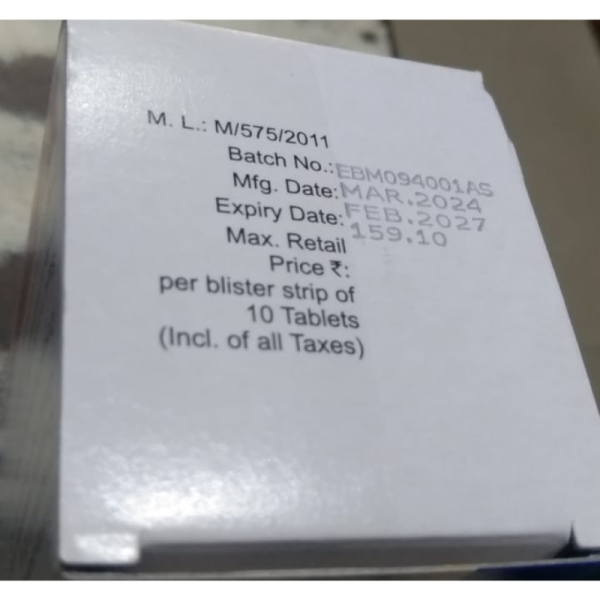 M. L.: M/575/2011
Batch No.: EBM094001AS
Mfg. Date: MAR.2024
Expiry Date: FEB.2027
Max. Retail 159.10
Price ₹:
per blister strip of
10 Tablets
(Incl. of all Taxes)